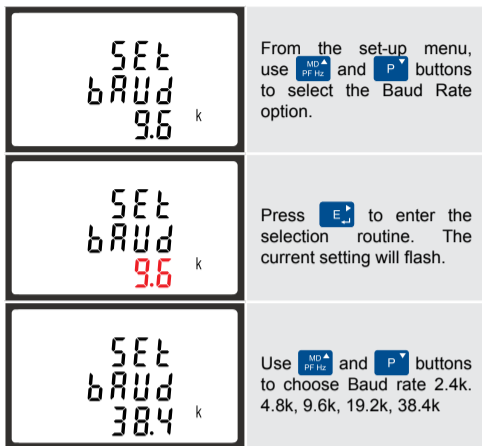 SEt
bAUd
9.6 k
From the set-up menu,
use MD PF Hz and P buttons
to select the Baud Rate
option.
SEt
bAUd
9.6 k
Press E to enter the
selection routine. The
current setting will flash.
SEt
bAUd
38.4 k
Use MD PF Hz and P buttons
to choose Baud rate 2.4k.
4.8k, 9.6k, 19.2k, 38.4k